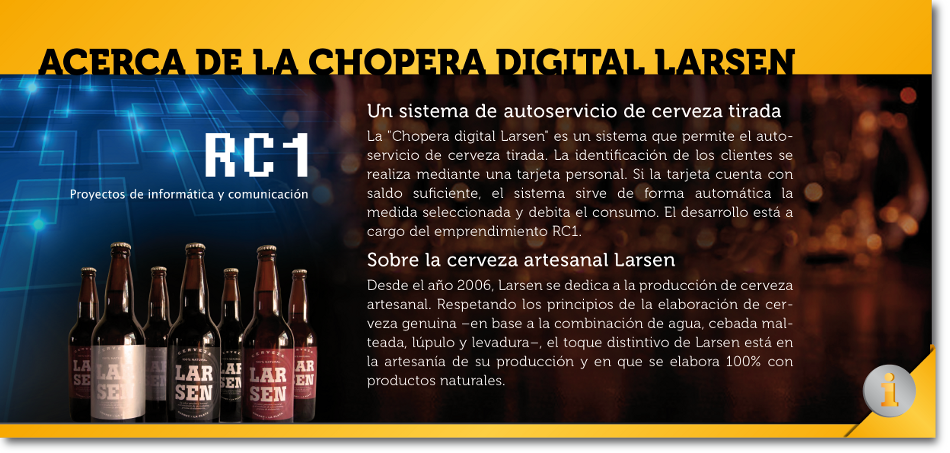 ACERCA DE LA CHOPERA DIGITAL LARSEN
RC1
Proyectos de informática y comunicación
Un sistema de autoservicio de cerveza tirada
La "Chopera digital Larsen" es un sistema que permite el auto-
servicio de cerveza tirada. La identificación de los clientes se
realiza mediante una tarjeta personal. Si la tarjeta cuenta con
saldo suficiente, el sistema sirve de forma automática la
medida seleccionada y debita el consumo. El desarrollo está a
cargo del emprendimiento RC1.
Sobre la cerveza artesanal Larsen
Desde el año 2006, Larsen se dedica a la producción de cerveza
artesanal. Respetando los principios de la elaboración de cer-
veza genuina –en base a la combinación de agua, cebada mal-
teada, lúpulo y levadura–, el toque distintivo de Larsen está en
la artesanía de su producción y en que se elabora 100% con
productos naturales.
CERVEZA
LAR
SEN
CERVEZA
LAR
SEN
CERVEZA
LAR
SEN
i